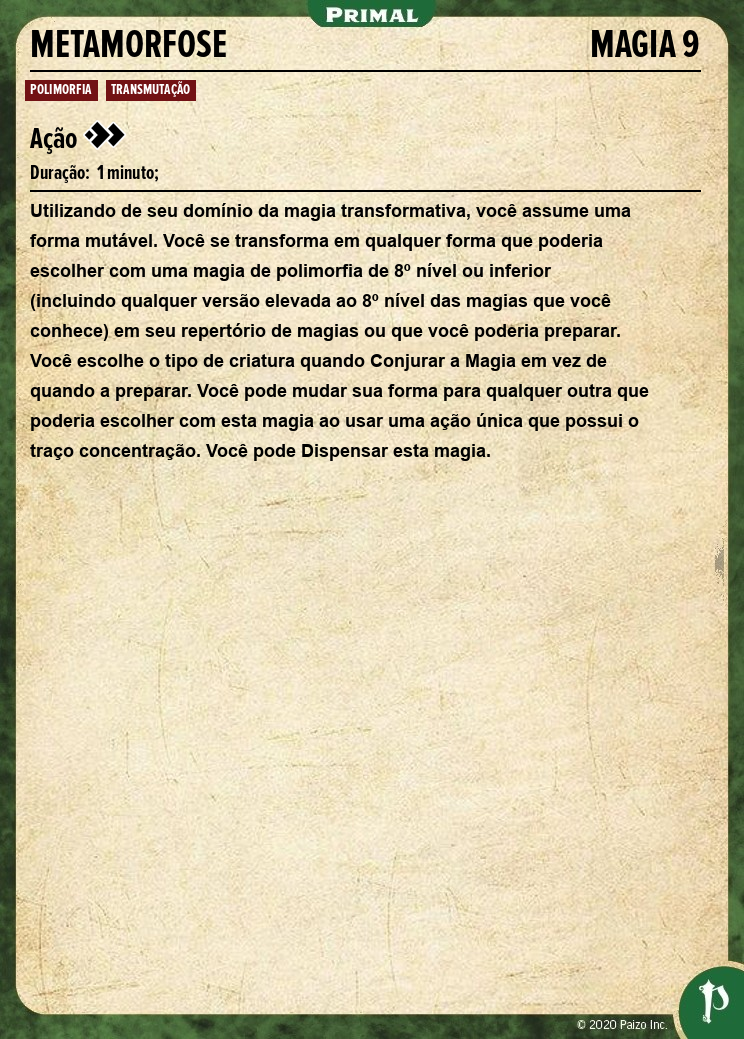 PRIMAL
METAMORFOSE MAGIA 9
POLIMORFIA TRANSMUTAÇÃO
Ação
Duração: 1 minuto;
Utilizando de seu domínio da magia transformativa, você assume uma
forma mutável. Você se transforma em qualquer forma que poderia
escolher com uma magia de polimorfia de 8º nível ou inferior
(incluindo qualquer versão elevada ao 8º nível das magias que você
conhece) em seu repertório de magias ou que você poderia preparar.
Você escolhe o tipo de criatura quando Conjurar a Magia em vez de
quando a preparar. Você pode mudar sua forma para qualquer outra que
poderia escolher com esta magia ao usar uma ação única que possui o
traço concentração. Você pode Dispensar esta magia.
© 2020 Paizo Inc.
P